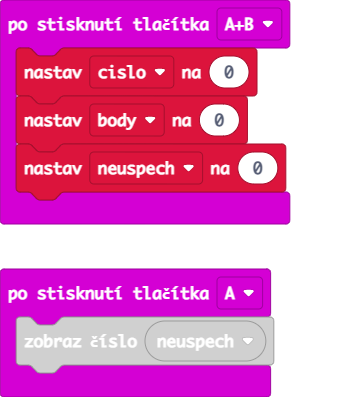 po stisknutí tlačítka A+B
nastav cislo na 0
nastav body na 0
nastav neuspech na 0
po stisknutí tlačítka A
zobraz číslo neuspech